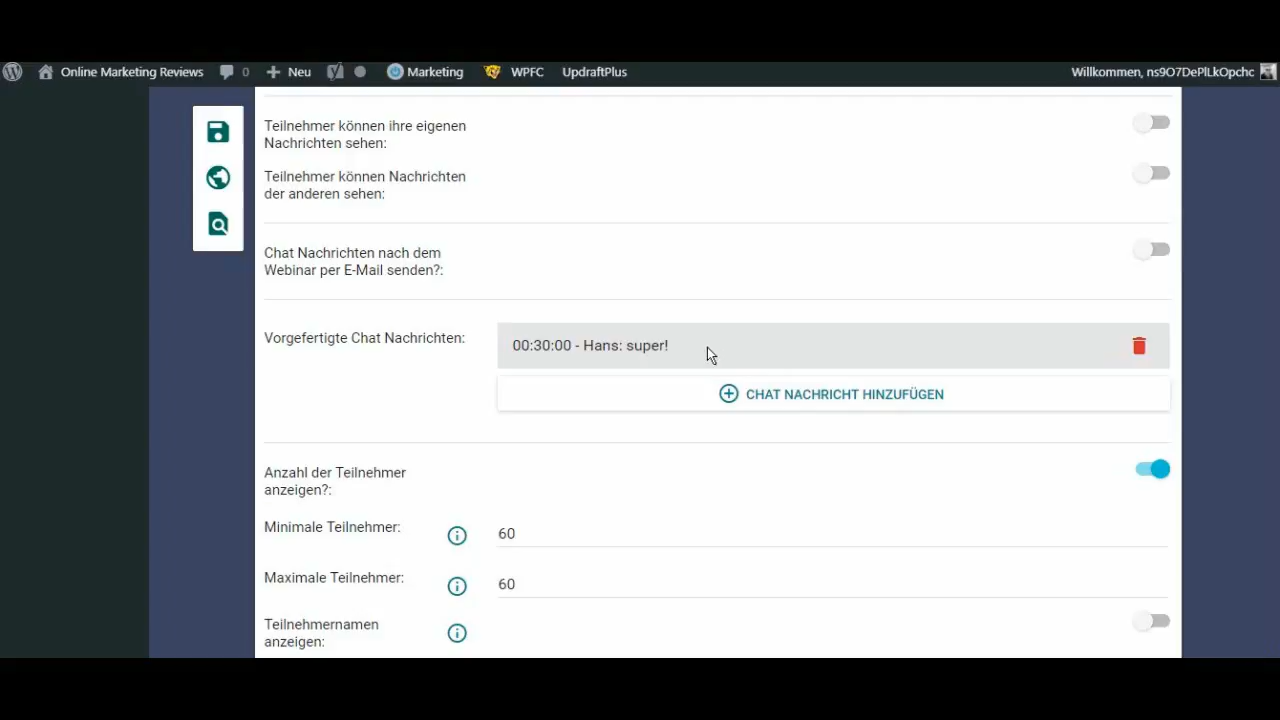 Online Marketing Reviews 0 Neu Marketing WPFC UpdraftPlus Willkommen, ns9O7DePlLkOpchc
Teilnehmer können ihre eigenen
Nachrichten sehen:
Teilnehmer können Nachrichten
der anderen sehen:
Chat Nachrichten nach dem
Webinar per E-Mail senden?:
Vorgefertigte Chat Nachrichten:
00:30:00 - Hans: super!
CHAT NACHRICHT HINZUFÜGEN
Anzahl der Teilnehmer
anzeigen?:
Minimale Teilnehmer:
60
Maximale Teilnehmer:
60
Teilnehmernamen
anzeigen: